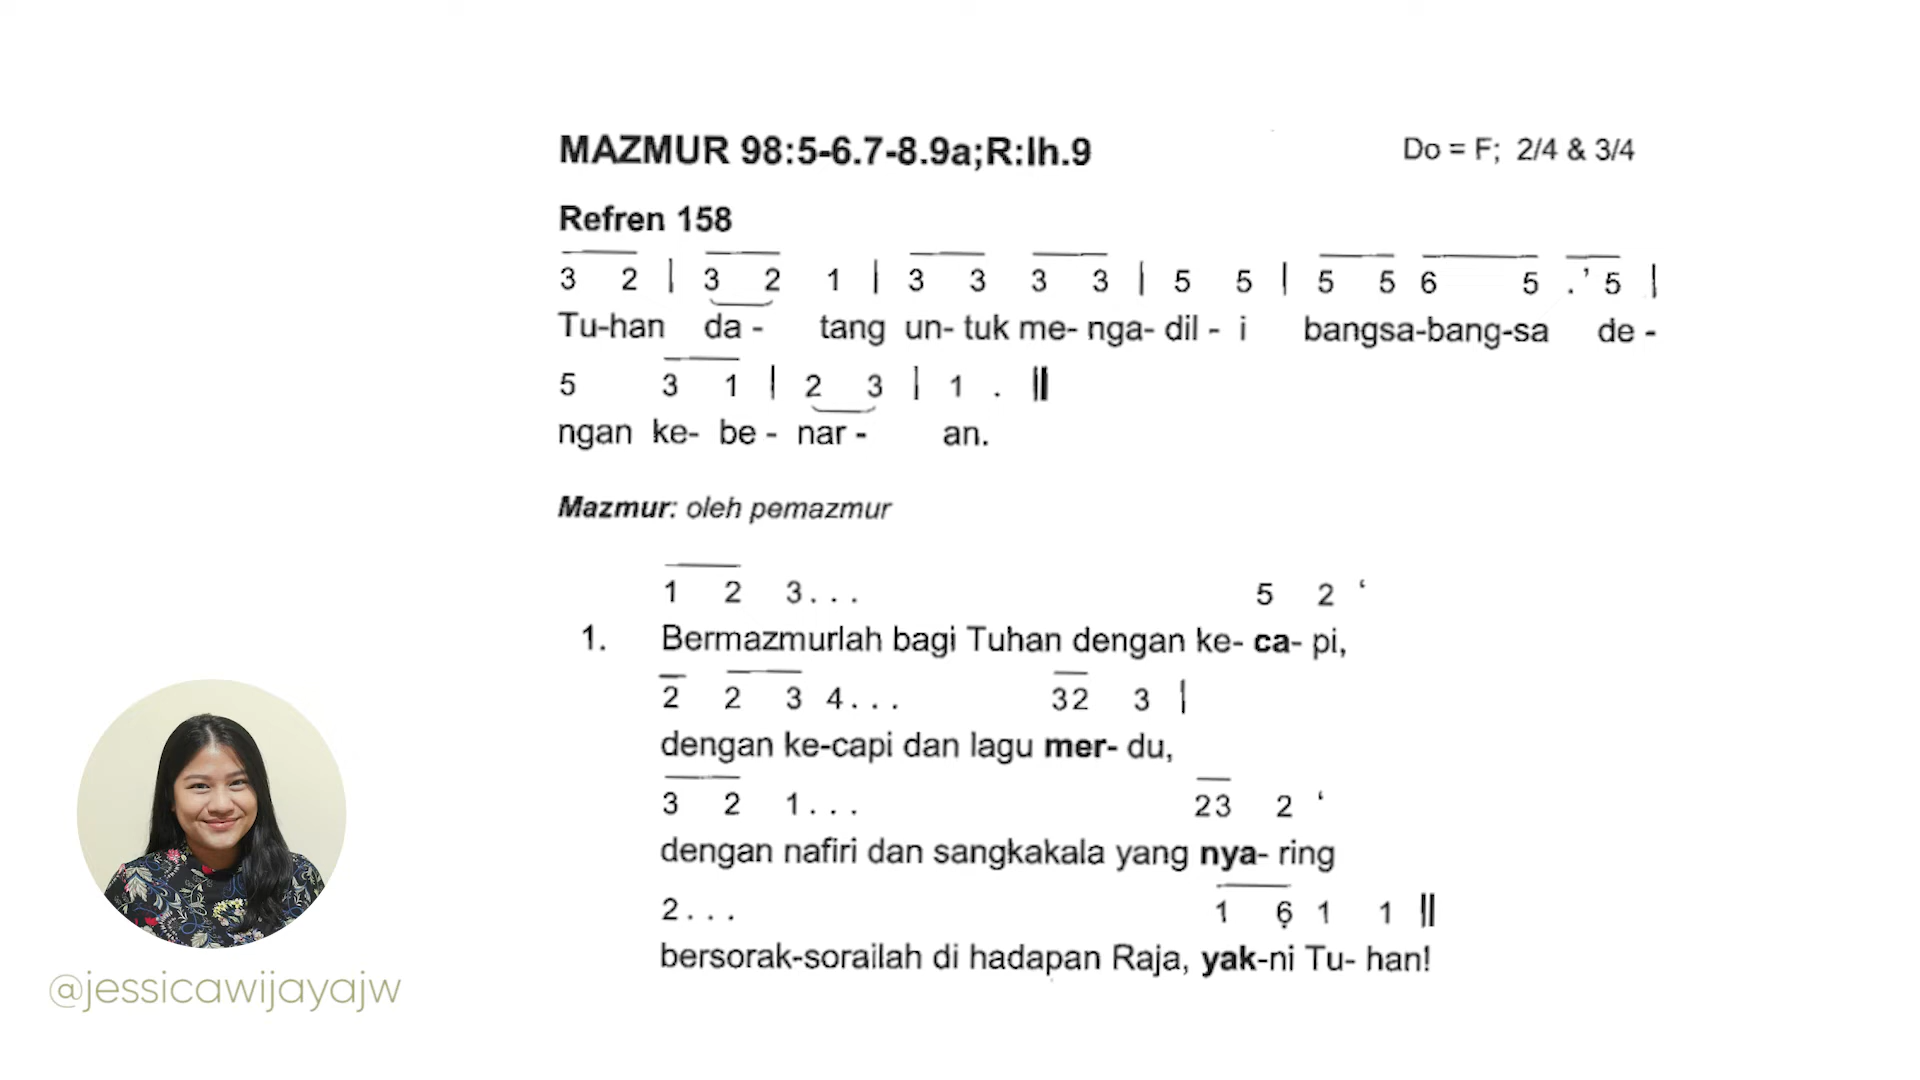 MAZMUR 98:5-6.7-8.9a;R:lh.9 Do = F; 2/4 & 3/4
Refren 158
3 2 | 3 2 1 | 3 3 3 3 | 5 5 | 5 5 6 5 .’ 5 |
Tu-han da - tang un- tuk me- nga- dil - i bangsa-bang-sa de -
5 3 1 | 2 3 | 1 . ||
ngan ke- be - nar - an.
Mazmur: oleh pemazmur
1 2 3 . . . 5 2 ‘
1. Bermazmurlah bagi Tuhan dengan ke- ca- pi,
2 2 3 4 . . . 32 3 |
dengan ke-capi dan lagu mer- du,
3 2 1 . . . 23 2 ‘
dengan nafiri dan sangkakala yang nya- ring
2 . . . 1 6̣ 1 1 ||
bersorak-sorailah di hadapan Raja, yak-ni Tu- han!
@jessicawijayajw